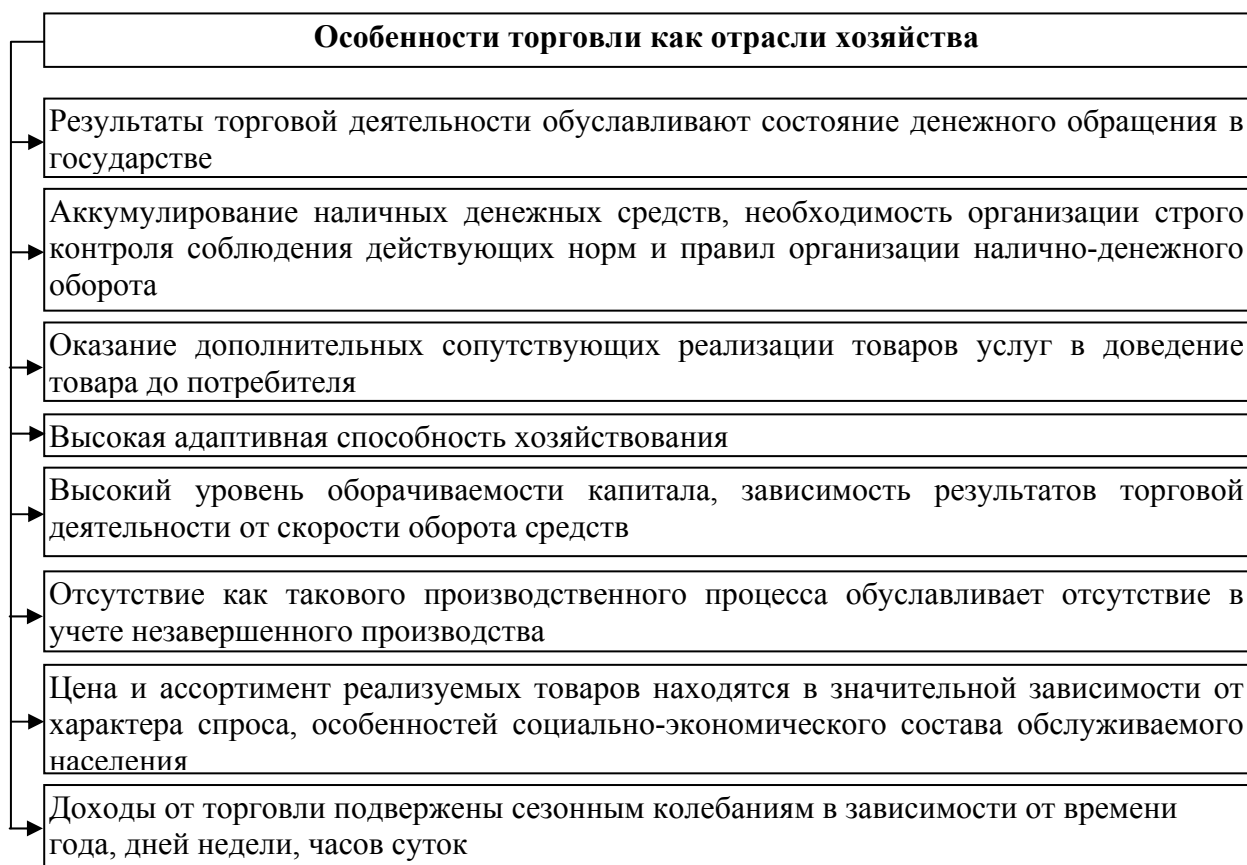 Особенности торговли как отрасли хозяйства
Результаты торговой деятельности обуславливают состояние денежного обращения в
государстве
Аккумулирование наличных денежных средств, необходимость организации строго
контроля соблюдения действующих норм и правил организации налично-денежного
оборота
Оказание дополнительных сопутствующих реализации товаров услуг в доведение
товара до потребителя
Высокая адаптивная способность хозяйствования
Высокий уровень оборачиваемости капитала, зависимость результатов торговой
деятельности от скорости оборота средств
Отсутствие как такового производственного процесса обуславливает отсутствие в
учете незавершенного производства
Цена и ассортимент реализуемых товаров находятся в значительной зависимости от
характера спроса, особенностей социально-экономического состава обслуживаемого
населения
Доходы от торговли подвержены сезонным колебаниям в зависимости от времени
года, дней недели, часов суток